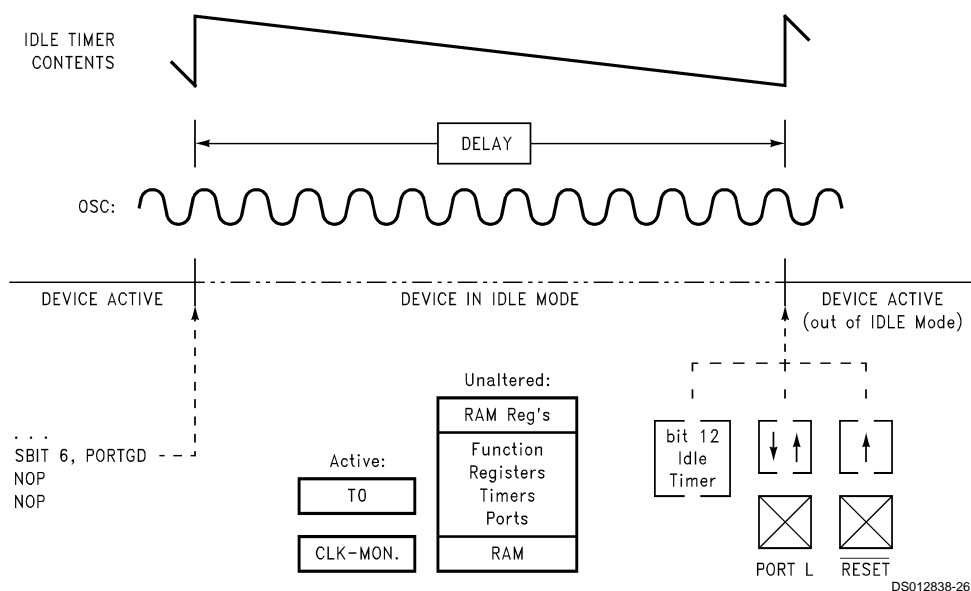 IDLE TIMER
CONTENTS
DELAY
OSC:
DEVICE ACTIVE
DEVICE IN IDLE MODE
DEVICE ACTIVE
(out of IDLE Mode)
. . .
SBIT 6, PORTGD
NOP
NOP
Active:
T0
CLK-MON.
Unaltered:
RAM Reg's
Function
Registers
Timers
Ports
RAM
bit 12
Idle
Timer
PORT L
RESET
DS012838-26